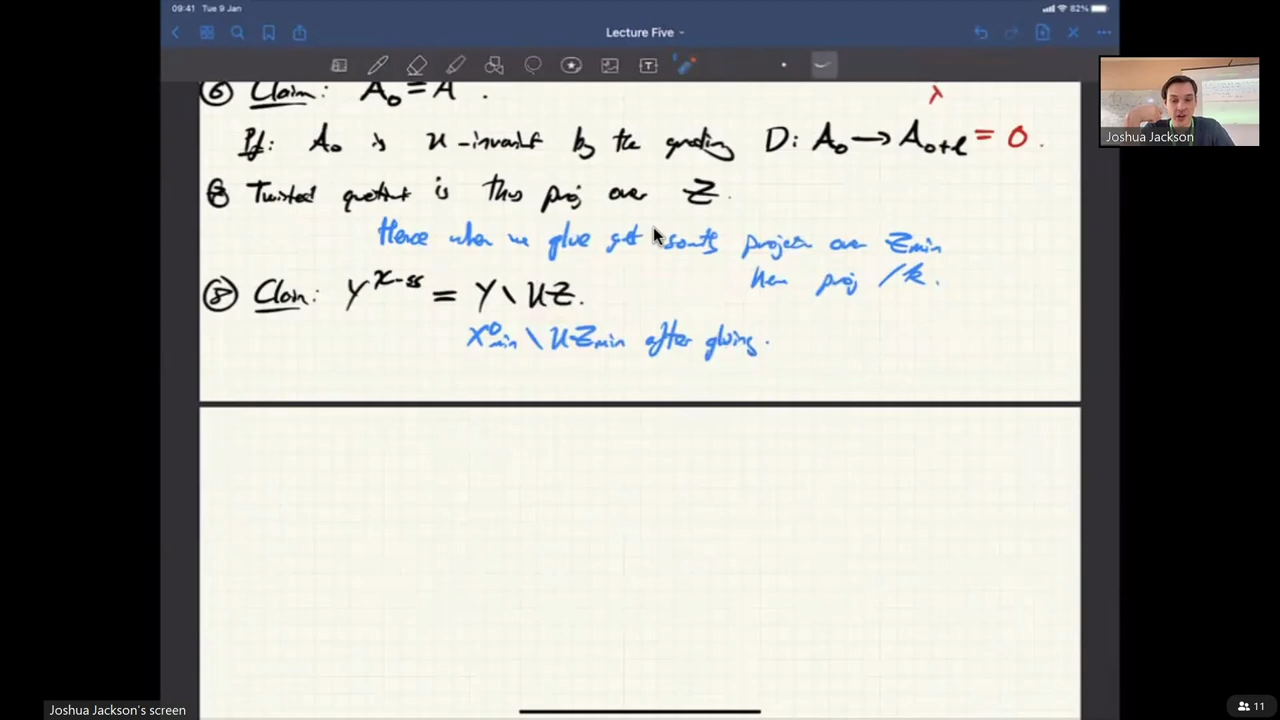 09:41 Tue 9 Jan
82%
Lecture Five
⑥ Claim: A₀ = A .
λ
Pf: A₀ is U-invariant by the grading D: A₀ → A₀₊ₗ = 0 .
Joshua Jackson
⑦ Twisted quotient is thus proj over Z .
Hence when we glue get
projective over Zmin
hence proj /k .
⑧ Claim: Y^χ-ss = Y \ UZ .
X⁰min \ UZmin after gluing .
Joshua Jackson's screen
11